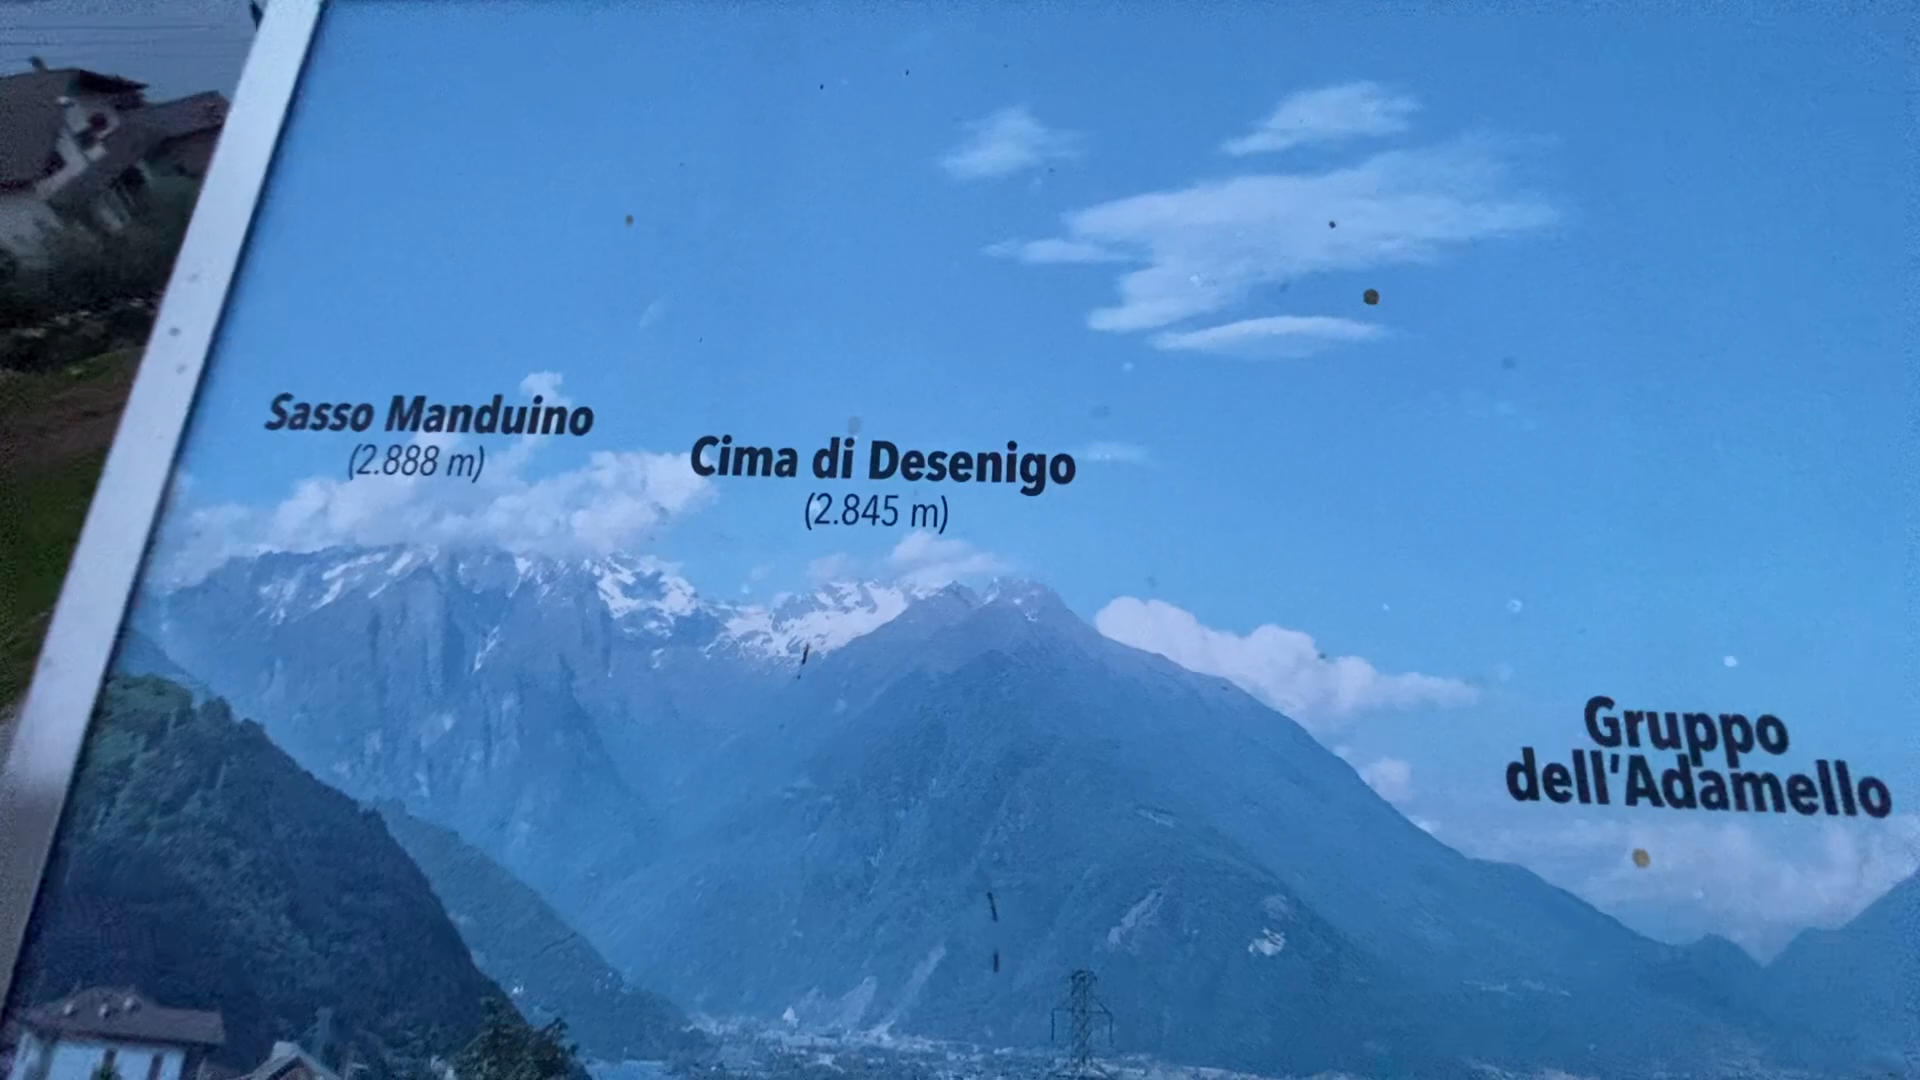 Sasso Manduino
(2.888 m)
Cima di Desenigo
(2.845 m)
Gruppo
dell'Adamello